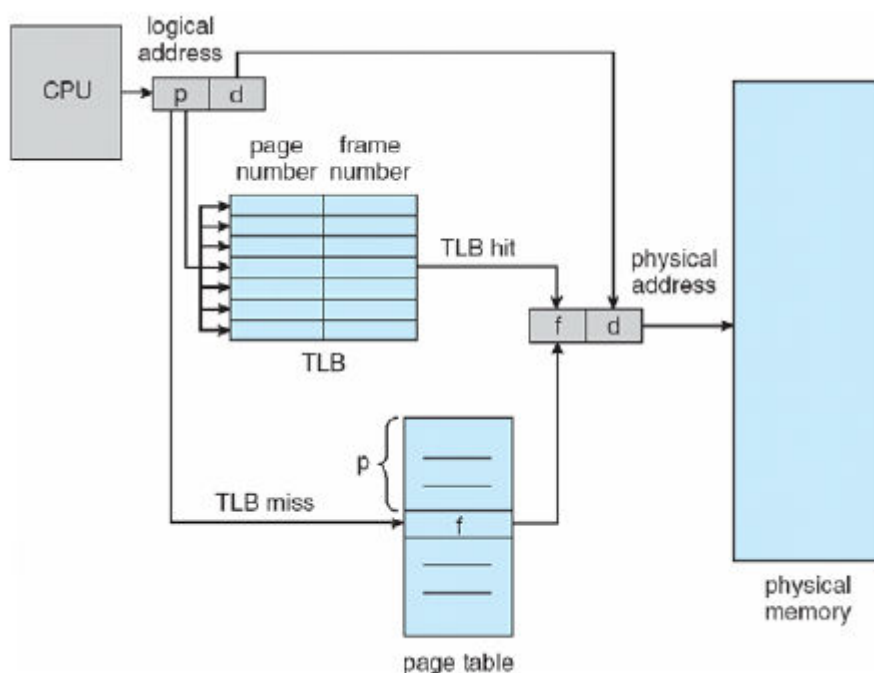 logical
address
CPU
p
d
page
number
frame
number
TLB hit
physical
address
f
d
TLB
p
TLB miss
f
physical
memory
page table